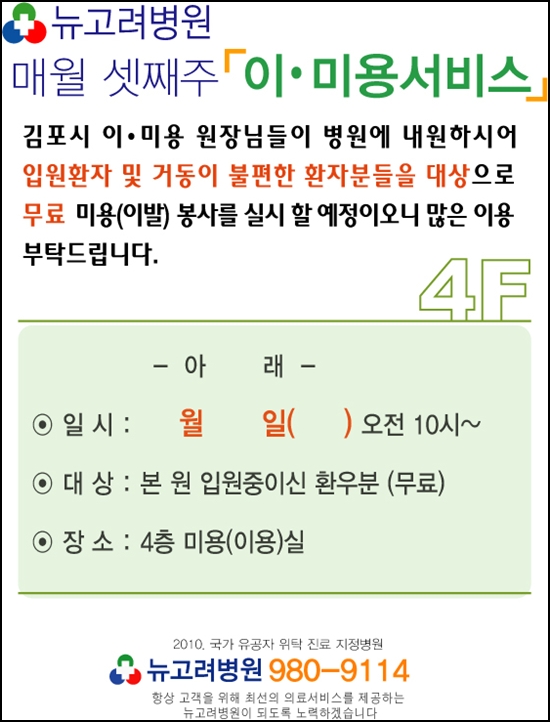 뉴고려병원
매월 셋째주 「이·미용서비스」
김포시 이·미용 원장님들이 병원에 내원하시어
입원환자 및 거동이 불편한 환자분들을 대상으로
무료 미용(이발) 봉사를 실시 할 예정이오니 많은 이용
부탁드립니다.
4F
- 아 래 -
⊙ 일 시 : 월 일( ) 오전 10시~
⊙ 대 상 : 본 원 입원중이신 환우분 (무료)
⊙ 장 소 : 4층 미용(이용)실
2010. 국가 유공자 위탁 진료 지정병원
뉴고려병원 980-9114
항상 고객을 위해 최선의 의료서비스를 제공하는
뉴고려병원이 되도록 노력하겠습니다